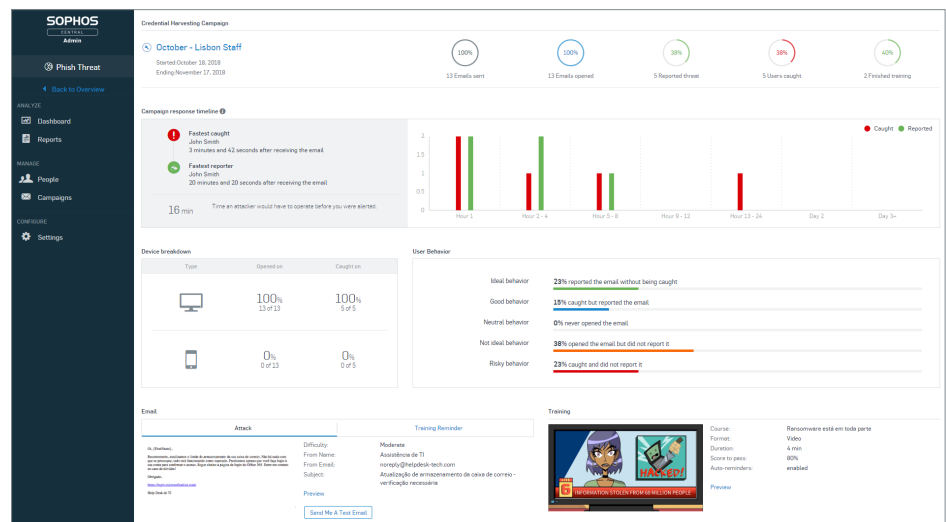 SOPHOS
CENTRAL
Admin
Phish Threat
Back to Overview
ANALYZE
Dashboard
Reports
MANAGE
People
Campaigns
CONFIGURE
Settings
Credential Harvesting Campaign
October - Lisbon Staff
Started October 18, 2018
Ending November 17, 2018
100%
13 Emails sent
100%
13 Emails opened
38%
5 Reported threat
38%
5 Users caught
40%
2 Finished training
Campaign response timeline
Fastest caught
John Smith
3 minutes and 42 seconds after receiving the email
Fastest reporter
John Smith
20 minutes and 20 seconds after receiving the email
16 min
Time an attacker would have to operate before you were alerted.
Caught
Reported
2
1.5
1
0.5
0
Hour 1
Hour 2 - 4
Hour 5 - 8
Hour 9 - 12
Hour 13 - 24
Day 2
Day 3+
Device breakdown
Type
Opened on
Caught on
100%
13 of 13
100%
5 of 5
0%
0 of 13
0%
0 of 5
User Behavior
Ideal behavior
23% reported the email without being caught
Good behavior
15% caught but reported the email
Neutral behavior
0% never opened the email
Not ideal behavior
38% opened the email but did not report it
Risky behavior
23% caught and did not report it
Email
Attack
Training Reminder
Obrigado,
Help Desk de TI
Difficulty:
Moderate
From Name:
Assistência de TI
From Email:
noreply@helpdesk-tech.com
Subject:
Atualização de armazenamento da caixa de correio -
verificação necessária
Preview
Send Me A Test Email
Training
HACKED!
6
INFORMATION STOLEN FROM 68 MILLION PEOPLE
Course:
Ransomware está em toda parte
Format:
Video
Duration:
4 min
Score to pass:
80%
Auto-reminders:
enabled
Preview